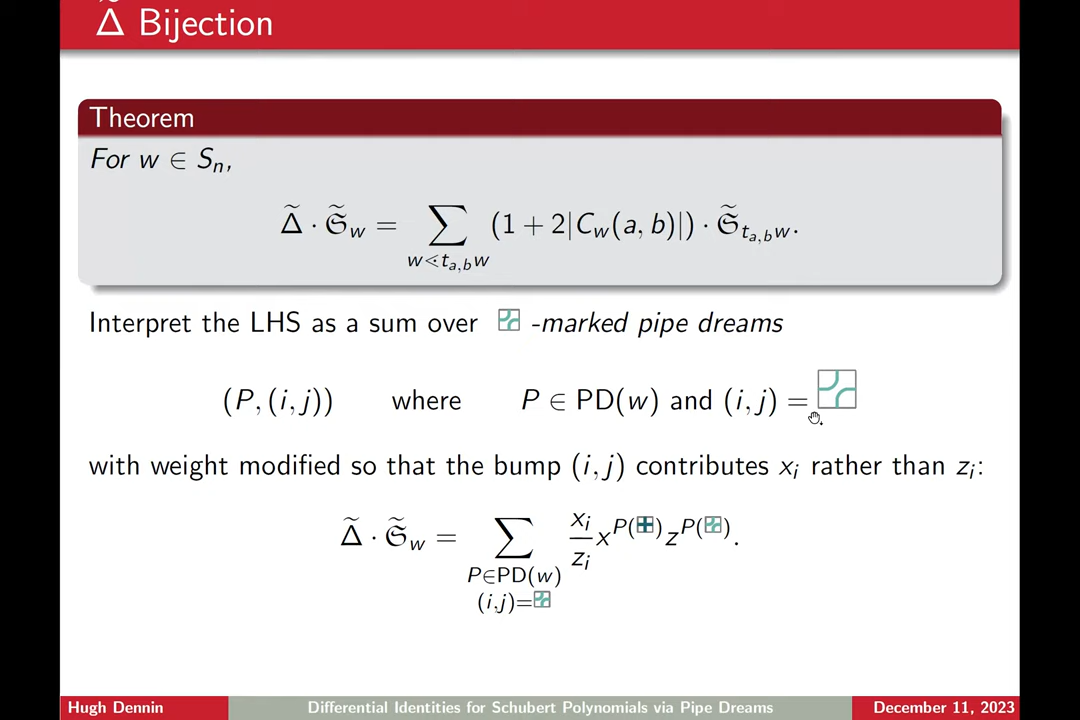 Δ̃ Bijection
Theorem
For w ∈ Sₙ,
Δ̃ · 𝔖̃_w = ∑_{w⋖t_{a,b}w} (1 + 2|C_w(a, b)|) · 𝔖̃_{t_{a,b}w}.
Interpret the LHS as a sum over -marked pipe dreams
(P, (i, j)) where P ∈ PD(w) and (i, j) =
with weight modified so that the bump (i, j) contributes x_i rather than z_i:
Δ̃ · 𝔖̃_w = ∑_{P∈PD(w) (i,j)=} x_i/z_i x^{P( )} z^{P( )}.
Hugh Dennin Differential Identities for Schubert Polynomials via Pipe Dreams December 11, 2023